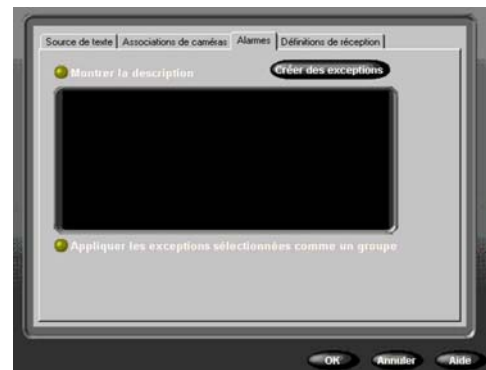 Source de texte Associations de caméras Alarmes Définitions de réception
Montrer la description Créer des exceptions
Appliquer les exceptions sélectionnées comme un groupe
OK Annuler Aide